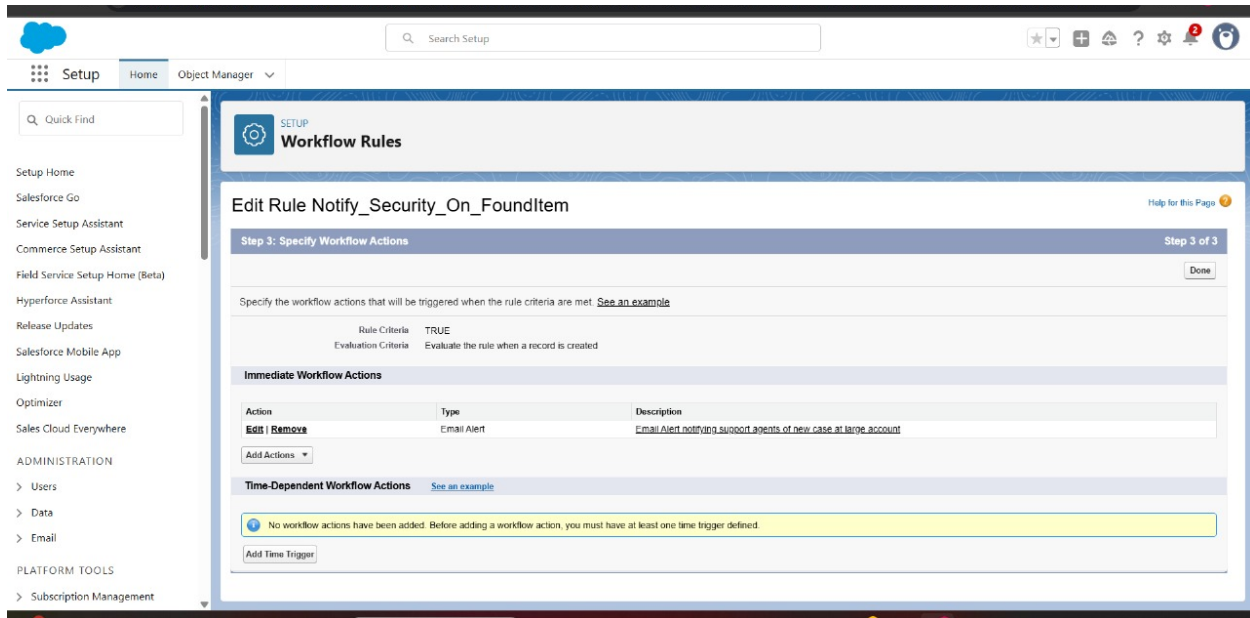 Search Setup
2
Setup Home Object Manager
Quick Find
Setup Home
Salesforce Go
Service Setup Assistant
Commerce Setup Assistant
Field Service Setup Home (Beta)
Hyperforce Assistant
Release Updates
Salesforce Mobile App
Lightning Usage
Optimizer
Sales Cloud Everywhere
ADMINISTRATION
> Users
> Data
> Email
PLATFORM TOOLS
> Subscription Management
SETUP
Workflow Rules
Edit Rule Notify_Security_On_FoundItem
Help for this Page ?
Step 3: Specify Workflow Actions Step 3 of 3
Done
Specify the workflow actions that will be triggered when the rule criteria are met. See an example
Rule Criteria TRUE
Evaluation Criteria Evaluate the rule when a record is created
Immediate Workflow Actions
Action Type Description
Edit | Remove Email Alert Email Alert notifying support agents of new case at large account
Add Actions
Time-Dependent Workflow Actions See an example
No workflow actions have been added. Before adding a workflow action, you must have at least one time trigger defined.
Add Time Trigger